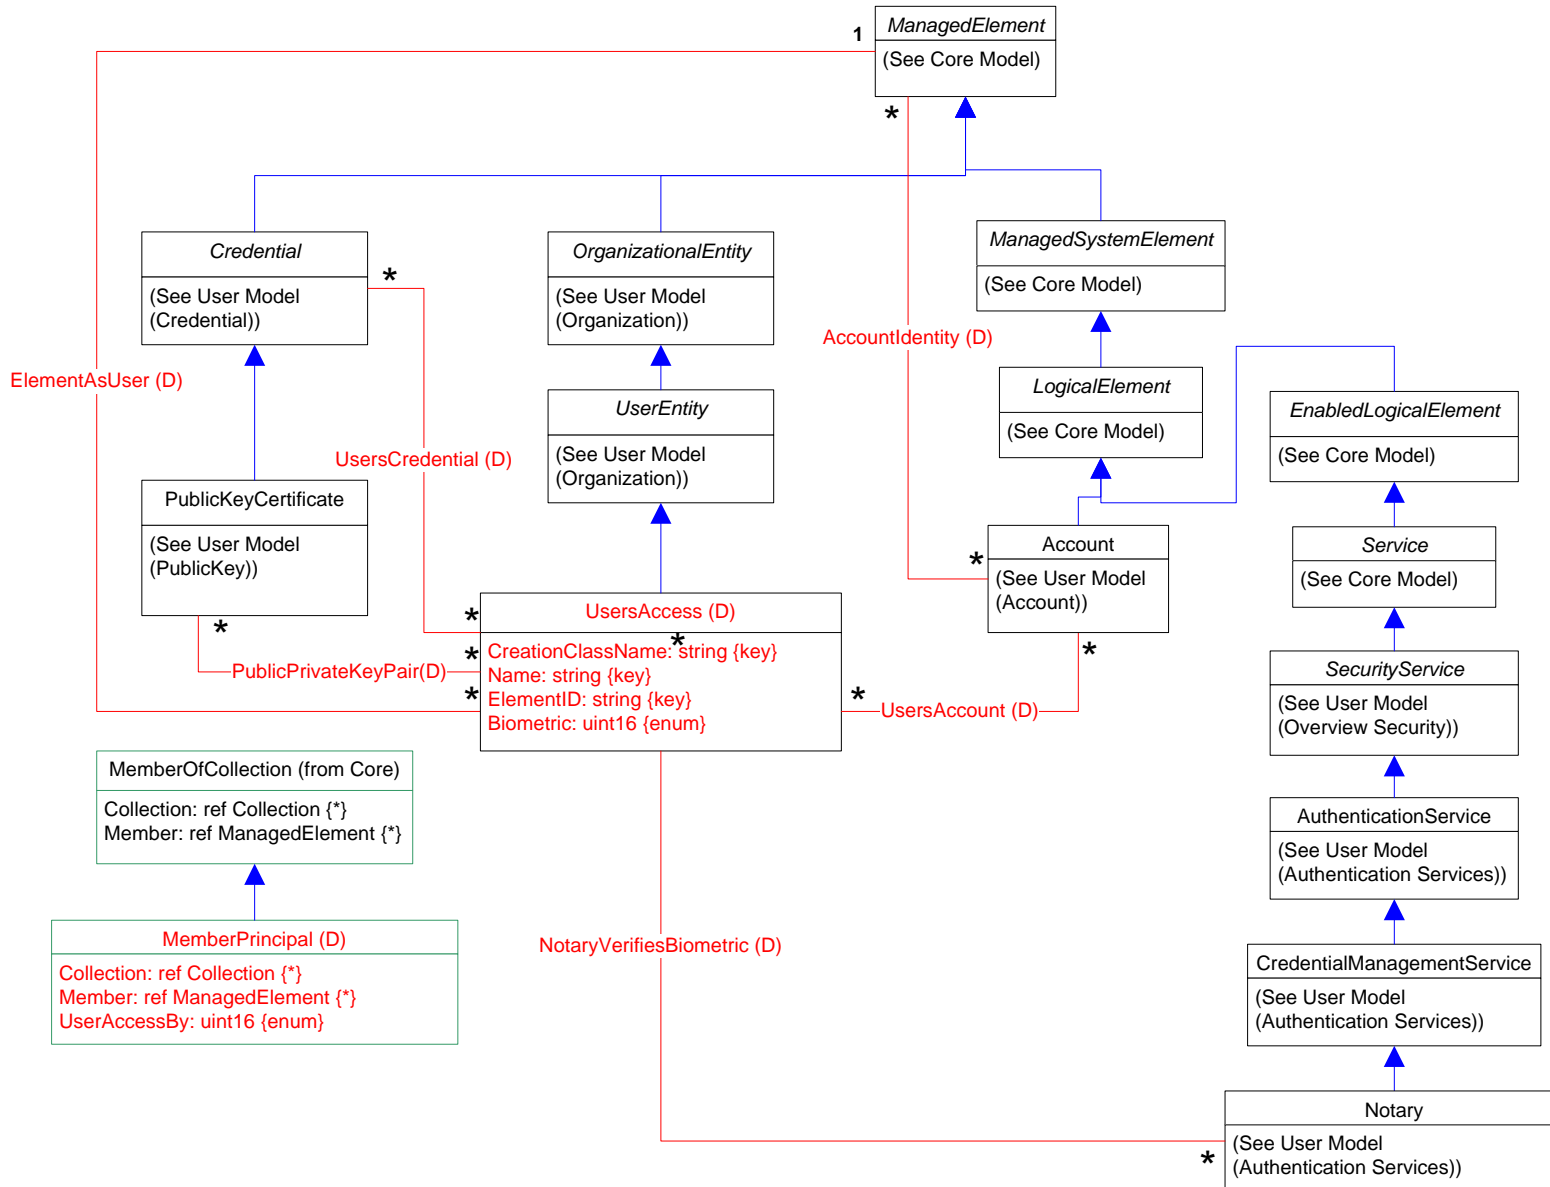 ManagedElement
(See Core Model)
1
*
Credential
(See User Model
(Credential))
*
OrganizationalEntity
(See User Model
(Organization))
ManagedSystemElement
(See Core Model)
AccountIdentity (D)
ElementAsUser (D)
UsersCredential (D)
UserEntity
(See User Model
(Organization))
LogicalElement
(See Core Model)
EnabledLogicalElement
(See Core Model)
PublicKeyCertificate
(See User Model
(PublicKey))
*
Account
(See User Model
(Account))
*
*
Service
(See Core Model)
UsersAccess (D)
CreationClassName: string {key}
Name: string {key}
ElementID: string {key}
Biometric: uint16 {enum}
*
*
*
*
*
PublicPrivateKeyPair(D)
UsersAccount (D)
SecurityService
(See User Model
(Overview Security))
MemberOfCollection (from Core)
Collection: ref Collection {*}
Member: ref ManagedElement {*}
AuthenticationService
(See User Model
(Authentication Services))
MemberPrincipal (D)
Collection: ref Collection {*}
Member: ref ManagedElement {*}
UserAccessBy: uint16 {enum}
NotaryVerifiesBiometric (D)
CredentialManagementService
(See User Model
(Authentication Services))
Notary
(See User Model
(Authentication Services))
*